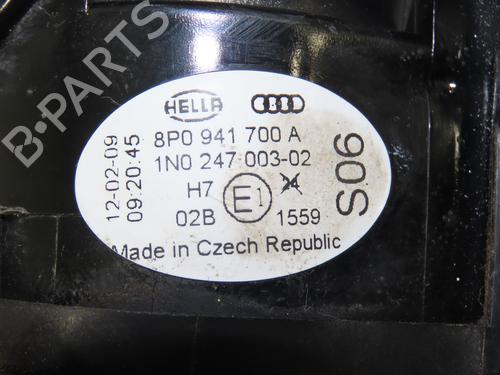 HELLA
8P0 941 700 A
1N0 247 003-02
H7 24
02B E1 1559
Made in Czech Republic
12-02-09
09:20:45
S06
B-PARTS